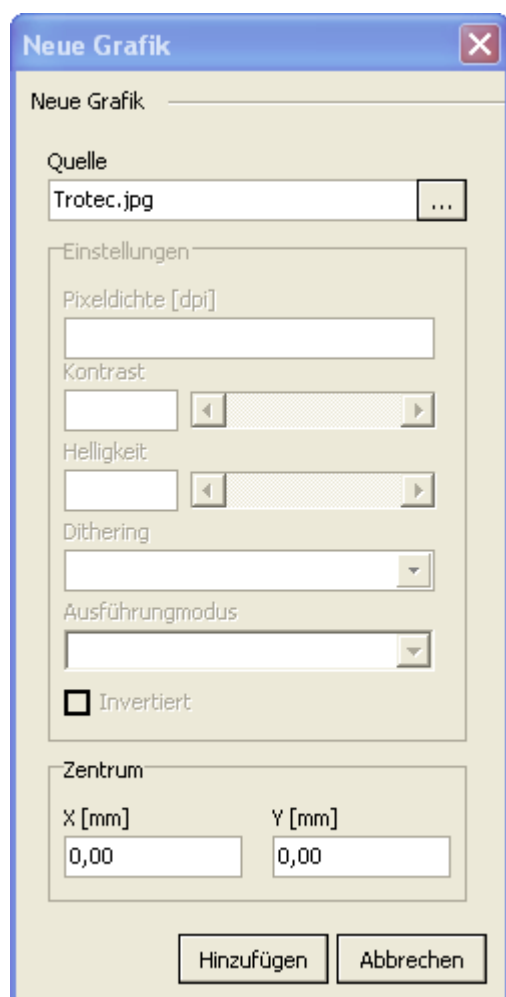 Neue Grafik
Neue Grafik
Quelle
Trotec.jpg ...
Einstellungen
Pixeldichte [dpi]
Kontrast
Helligkeit
Dithering
Ausführungmodus
Invertiert
Zentrum
X [mm] Y [mm]
0,00 0,00
Hinzufügen Abbrechen